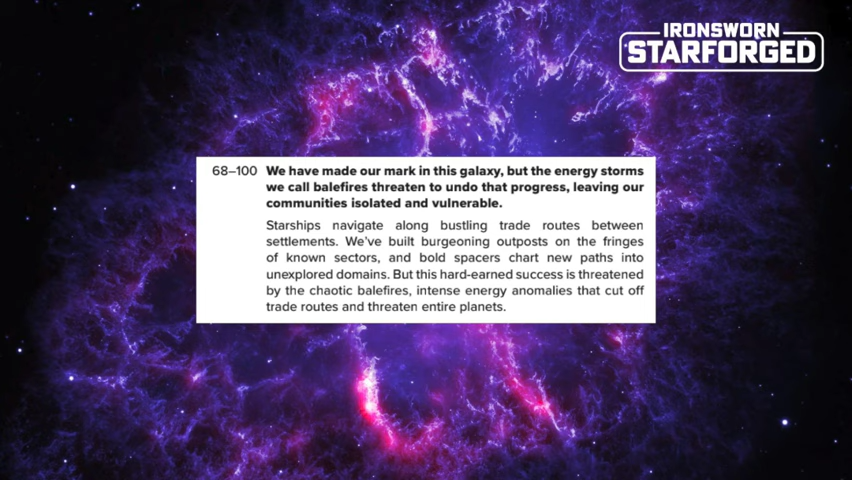 IRONSWORN
STARFORGED
68–100 We have made our mark in this galaxy, but the energy storms
we call balefires threaten to undo that progress, leaving our
communities isolated and vulnerable.
Starships navigate along bustling trade routes between
settlements. We've built burgeoning outposts on the fringes
of known sectors, and bold spacers chart new paths into
unexplored domains. But this hard-earned success is threatened
by the chaotic balefires, intense energy anomalies that cut off
trade routes and threaten entire planets.